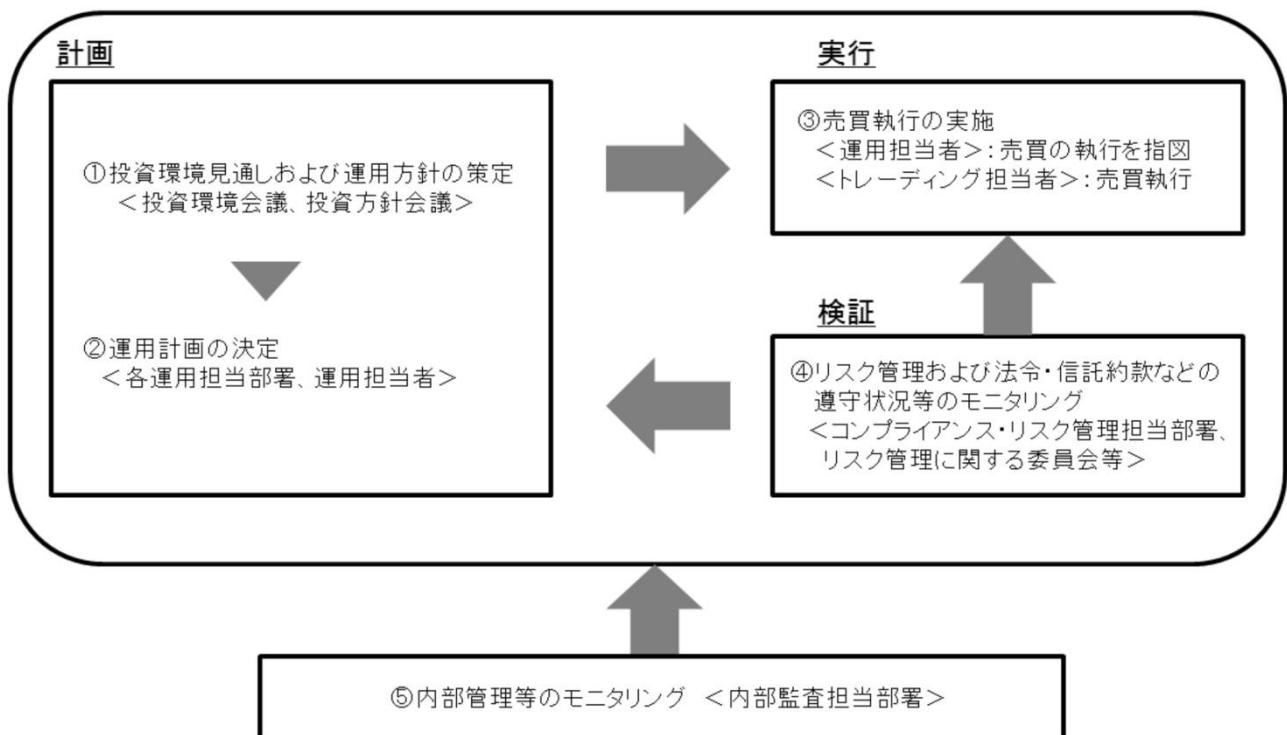 計画
①投資環境見通しおよび運用方針の策定
＜投資環境会議、投資方針会議＞
②運用計画の決定
＜各運用担当部署、運用担当者＞
実行
③売買執行の実施
＜運用担当者＞：売買の執行を指図
＜トレーディング担当者＞：売買執行
検証
④リスク管理および法令・信託約款などの
遵守状況等のモニタリング
＜コンプライアンス・リスク管理担当部署、
リスク管理に関する委員会等＞
⑤内部管理等のモニタリング ＜内部監査担当部署＞